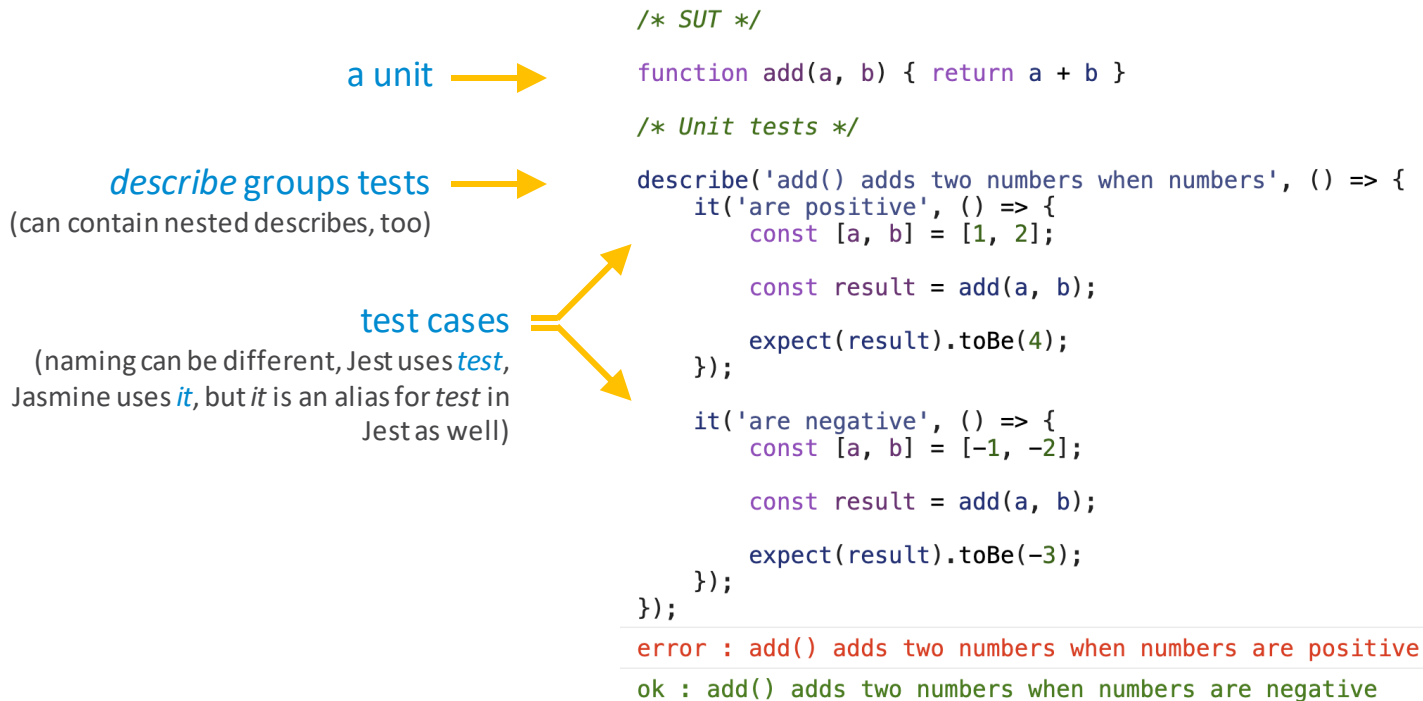 /* SUT */
a unit
function add(a, b) { return a + b }
/* Unit tests */
describe groups tests
(can contain nested describes, too)
describe('add() adds two numbers when numbers', () => {
it('are positive', () => {
const [a, b] = [1, 2];
const result = add(a, b);
expect(result).toBe(4);
});
test cases
(naming can be different, Jest uses test,
Jasmine uses it, but it is an alias for test in
Jest as well)
it('are negative', () => {
const [a, b] = [-1, -2];
const result = add(a, b);
expect(result).toBe(-3);
});
});
error : add() adds two numbers when numbers are positive
ok : add() adds two numbers when numbers are negative